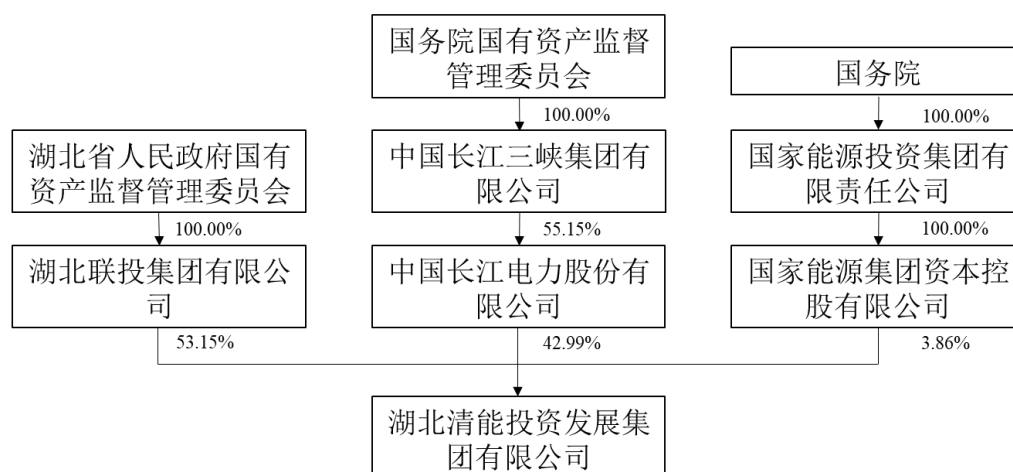 国务院国有资产监督
管理委员会
国务院
100.00%
100.00%
湖北省人民政府国有
资产监督管理委员会
中国长江三峡集团有
限公司
国家能源投资集团有
限责任公司
100.00%
55.15%
100.00%
湖北联投集团有限公
司
中国长江电力股份有
限公司
国家能源集团资本控
股有限公司
53.15%
42.99%
3.86%
湖北清能投资发展集
团有限公司